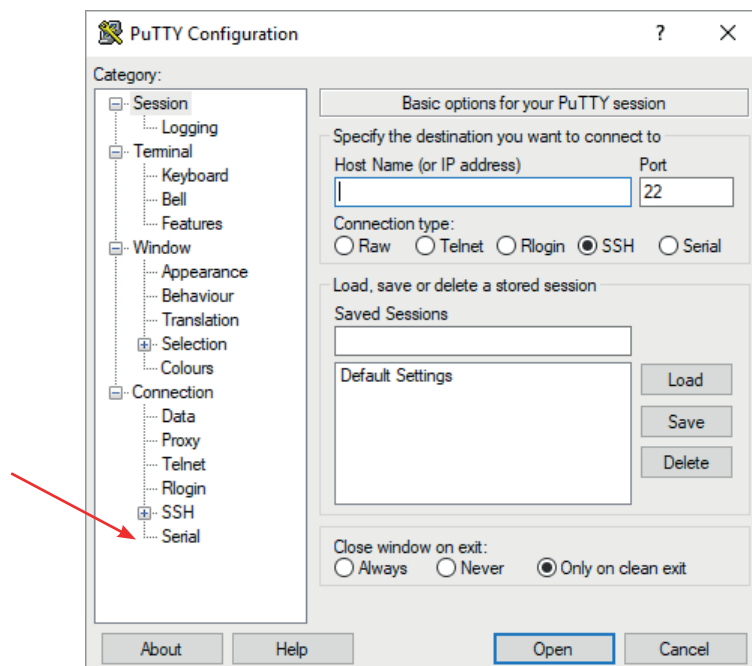 PuTTY Configuration
?
Category:
Session
Logging
Terminal
Keyboard
Bell
Features
Window
Appearance
Behaviour
Translation
Selection
Colours
Connection
Data
Proxy
Telnet
Rlogin
SSH
Serial
Basic options for your PuTTY session
Specify the destination you want to connect to
Host Name (or IP address) Port
22
Connection type:
Raw Telnet Rlogin SSH Serial
Load, save or delete a stored session
Saved Sessions
Default Settings
Load
Save
Delete
Close window on exit:
Always Never Only on clean exit
About Help Open Cancel